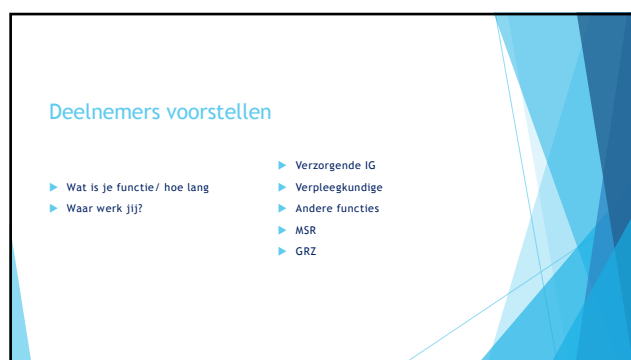 Deelnemers voorstellen
Wat is je functie/ hoe lang
Waar werk jij?
Verzorgende IG
Verpleegkundige
Andere functies
MSR
GRZ